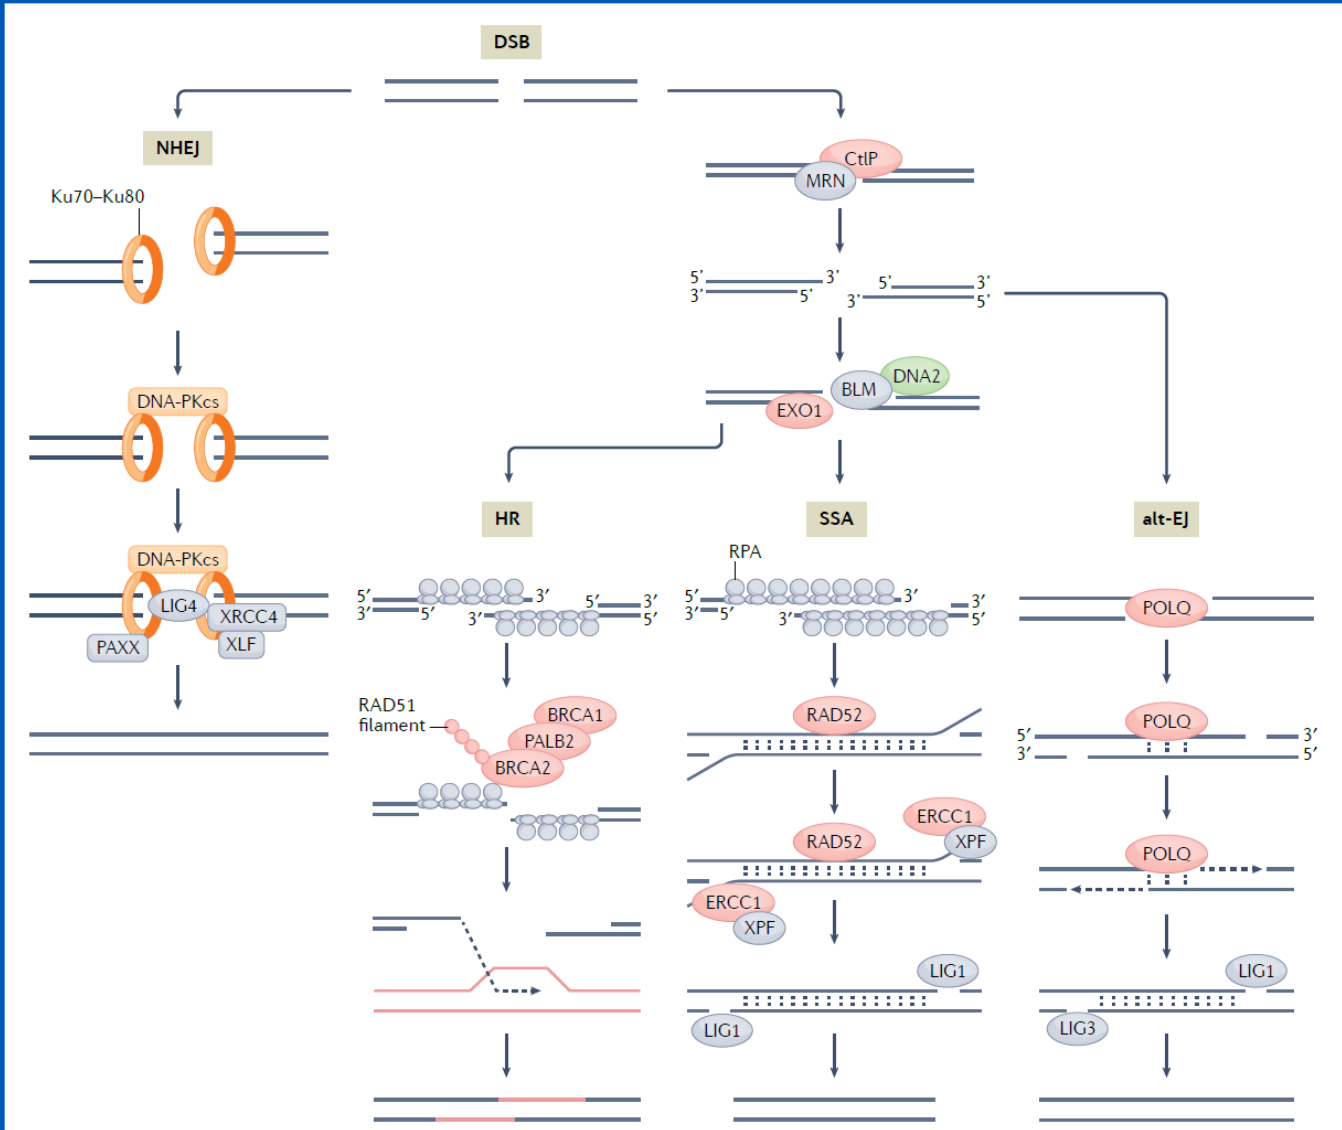 DSB
NHEJ
Ku70–Ku80
DNA-PKcs
DNA-PKcs
LIG4
XRCC4
PAXX
XLF
CtIP
MRN
5' 3'
3' 5'
5' 3'
3' 5'
DNA2
BLM
EXO1
HR
5′ 3′
3′ 5′
5′ 3′
3′ 5′
RAD51
filament
BRCA1
PALB2
BRCA2
SSA
RPA
5′ 3′
3′ 5′
3′
3′ 5′
RAD52
RAD52
ERCC1
XPF
ERCC1
XPF
LIG1
LIG1
alt-EJ
POLQ
POLQ
5′ 3′
3′ 5′
POLQ
LIG1
LIG3